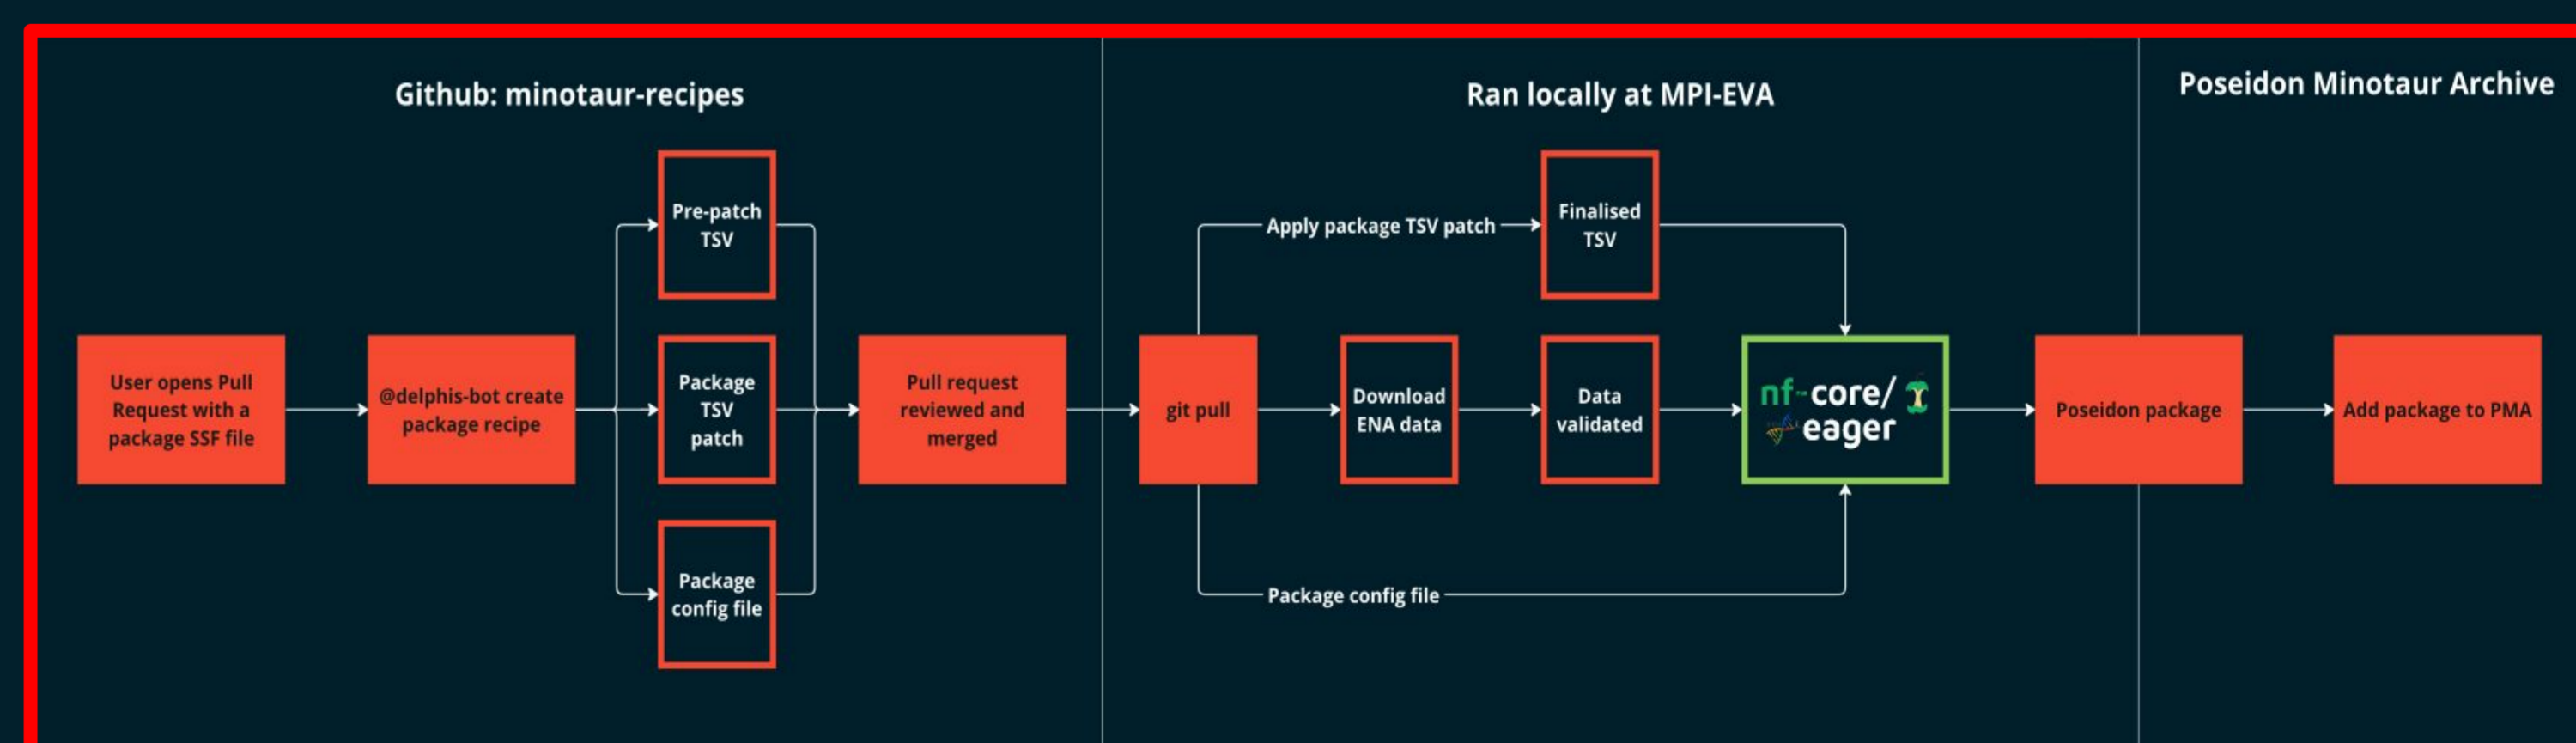 Github: minotaur-recipes
Ran locally at MPI-EVA
Poseidon Minotaur Archive
User opens Pull
Request with a
package SSF file
@delphis-bot create
package recipe
Pre-patch
TSV
Package
TSV
patch
Package
config file
Pull request
reviewed and
merged
git pull
Apply package TSV patch
Finalised
TSV
Download
ENA data
Data
validated
Package config file
nf-core/
eager
Poseidon package
Add package to PMA